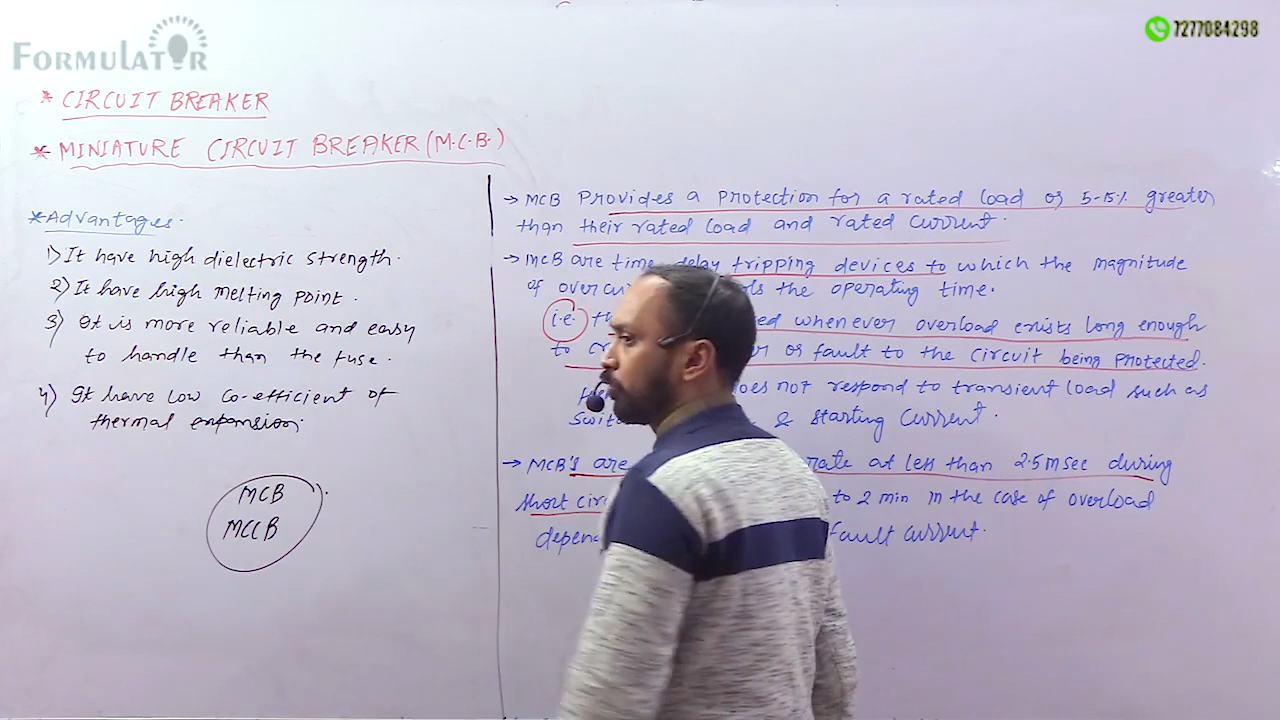 FORMULATOR
7277084298
* CIRCUIT BREAKER
* MINIATURE CIRCUIT BREAKER (M.C.B.)
* Advantages.
1) It have high dielectric strength.
2) It have high melting point.
3) It is more reliable and easy
to handle than the fuse.
4) It have low co-efficient of
thermal expansion.
MCB
MCCB
→ MCB Provides a protection for a rated load or 5-15% greater
than their rated load and rated current.
→ MCB are time delay tripping devices to which the magnitude
of the operating time.
i.e. whenever overload exists long enough
to or fault to the circuit being protected.
does not respond to transient load such as
& starting current.
→ MCB's are at less than 2.5 msec during
short to 2 min in the case of overload
fault current.